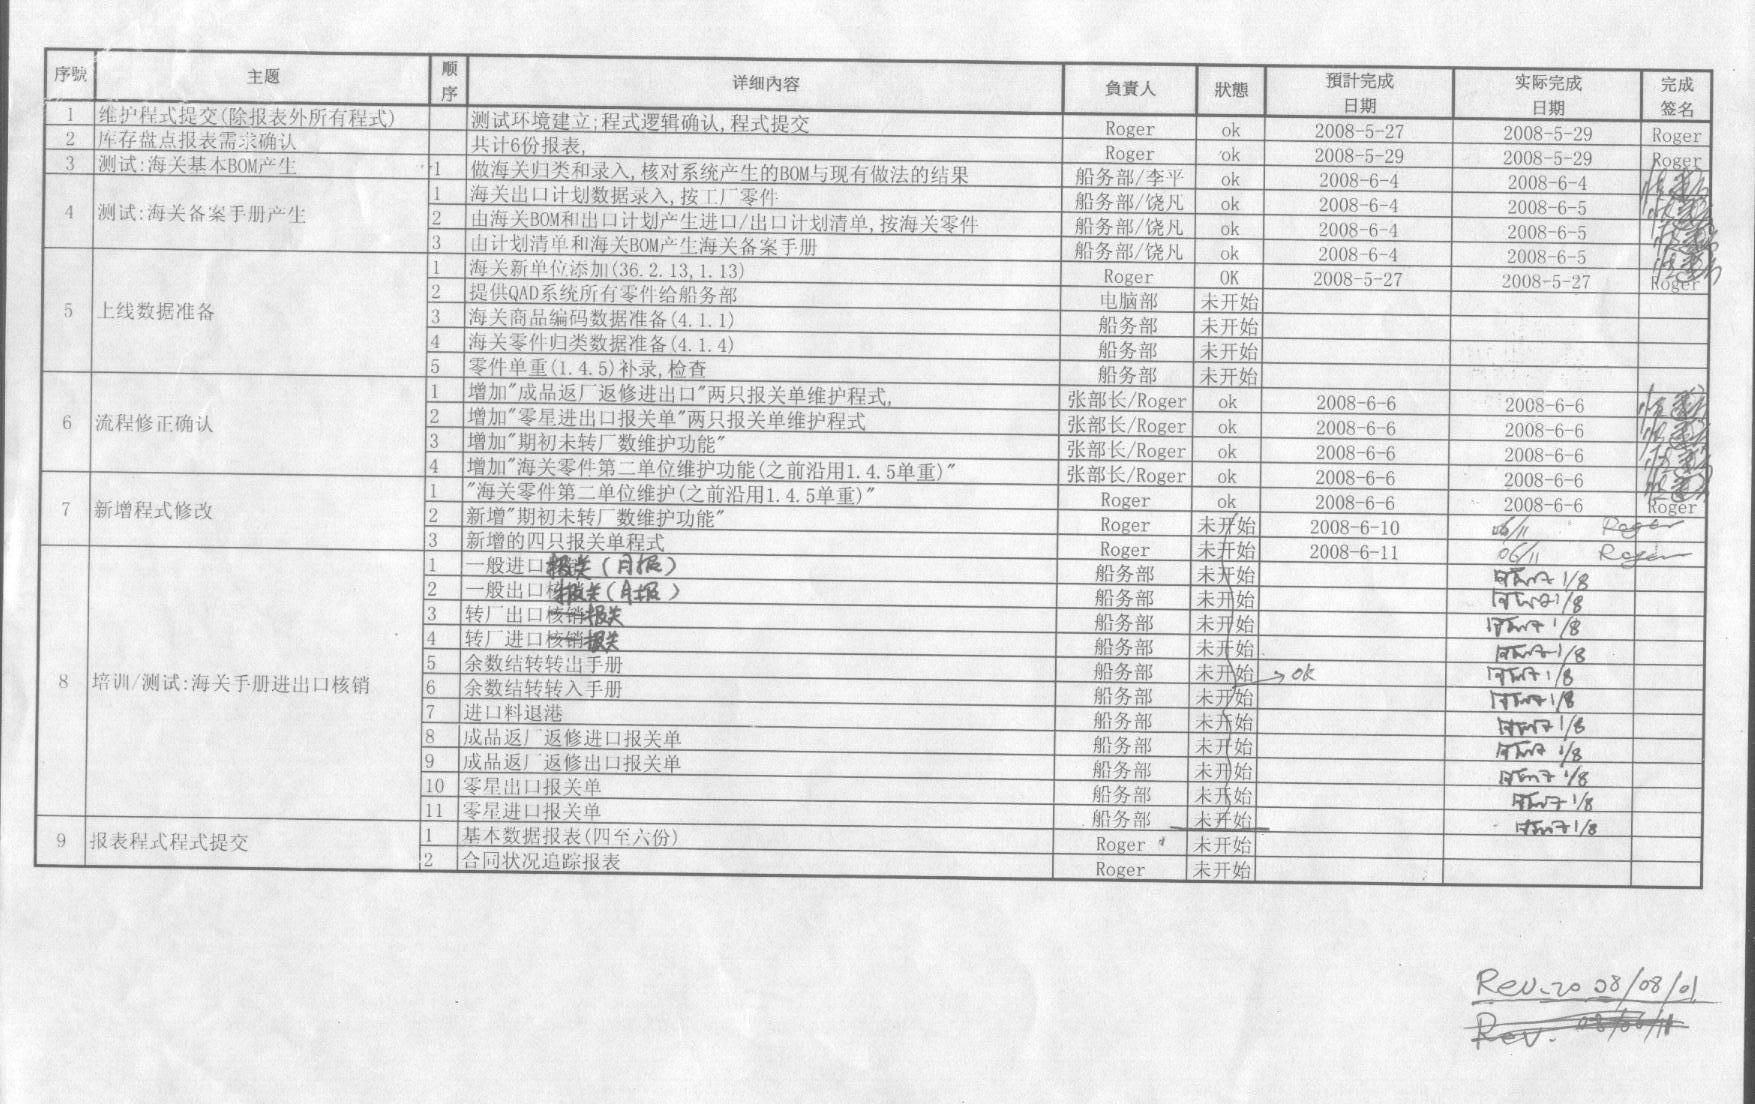 序號 主题 顺序 详细内容 負責人 狀態 預計完成日期 实际完成日期 完成签名
1 维护程式提交(除报表外所有程式) 测试环境建立;程式逻辑确认,程式提交 Roger ok 2008-5-27 2008-5-29 Roger
2 库存盘点报表需求确认 共计6份报表, Roger ok 2008-5-29 2008-5-29 Roger
3 测试:海关基本BOM产生 1 做海关归类和录入,核对系统产生的BOM与现有做法的结果 船务部/李平 ok 2008-6-4 2008-6-4
4 测试:海关备案手册产生 1 海关出口计划数据录入,按工厂零件 船务部/饶凡 ok 2008-6-4 2008-6-5
2 由海关BOM和出口计划产生进口/出口计划清单,按海关零件 船务部/饶凡 ok 2008-6-4 2008-6-5
3 由计划清单和海关BOM产生海关备案手册 船务部/饶凡 ok 2008-6-4 2008-6-5
5 上线数据准备 1 海关新单位添加(36.2.13,1.13) Roger OK 2008-5-27 2008-5-27 Roger
2 提供QAD系统所有零件给船务部 电脑部 未开始
3 海关商品编码数据准备(4.1.1) 船务部 未开始
4 海关零件归类数据准备(4.1.4) 船务部 未开始
5 零件单重(1.4.5)补录,检查 船务部 未开始
6 流程修正确认 1 增加"成品返厂返修进出口"两只报关单维护程式, 张部长/Roger ok 2008-6-6 2008-6-6
2 增加"零星进出口报关单"两只报关单维护程式 张部长/Roger ok 2008-6-6 2008-6-6
3 增加"期初未转厂数维护功能" 张部长/Roger ok 2008-6-6 2008-6-6
4 增加"海关零件第二单位维护功能(之前沿用1.4.5单重)" 张部长/Roger ok 2008-6-6 2008-6-6
7 新增程式修改 1 "海关零件第二单位维护(之前沿用1.4.5单重)" Roger ok 2008-6-6 2008-6-6 Roger
2 新增"期初未转厂数维护功能" Roger 未开始 2008-6-10 06/11 Roger
3 新增的四只报关单程式 Roger 未开始 2008-6-11 06/11 Roger
8 培训/测试:海关手册进出口核销 1 一般进口报关(月报) 船务部 未开始 1/8
2 一般出口报关(月报) 船务部 未开始 1/8
3 转厂出口核销报关 船务部 未开始 1/8
4 转厂进口核销报关 船务部 未开始 1/8
5 余数结转转出手册 船务部 未开始 → ok 1/8
6 余数结转转入手册 船务部 未开始 1/8
7 进口料退港 船务部 未开始 1/8
8 成品返厂返修进口报关单 船务部 未开始 1/8
9 成品返厂返修出口报关单 船务部 未开始 1/8
10 零星出口报关单 船务部 未开始 1/8
11 零星进口报关单 船务部 未开始 1/8
9 报表程式程式提交 1 基本数据报表(四至六份) Roger 未开始
2 合同状况追踪报表 Roger 未开始
Rev.20 08/08/01
Rev.